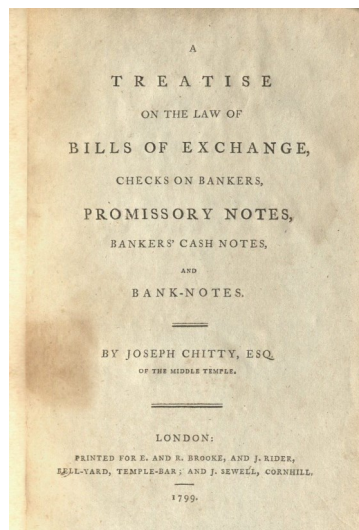 A
TREATISE
ON THE LAW OF
BILLS OF EXCHANGE,
CHECKS ON BANKERS,
PROMISSORY NOTES,
BANKERS' CASH NOTES,
AND
BANK-NOTES.
BY JOSEPH CHITTY, ESQ.
OF THE MIDDLE TEMPLE.
LONDON:
PRINTED FOR E. AND R. BROOKE, AND J. RIDER,
BELL-YARD, TEMPLE-BAR; AND J. SEWELL, CORNHILL.
1799.